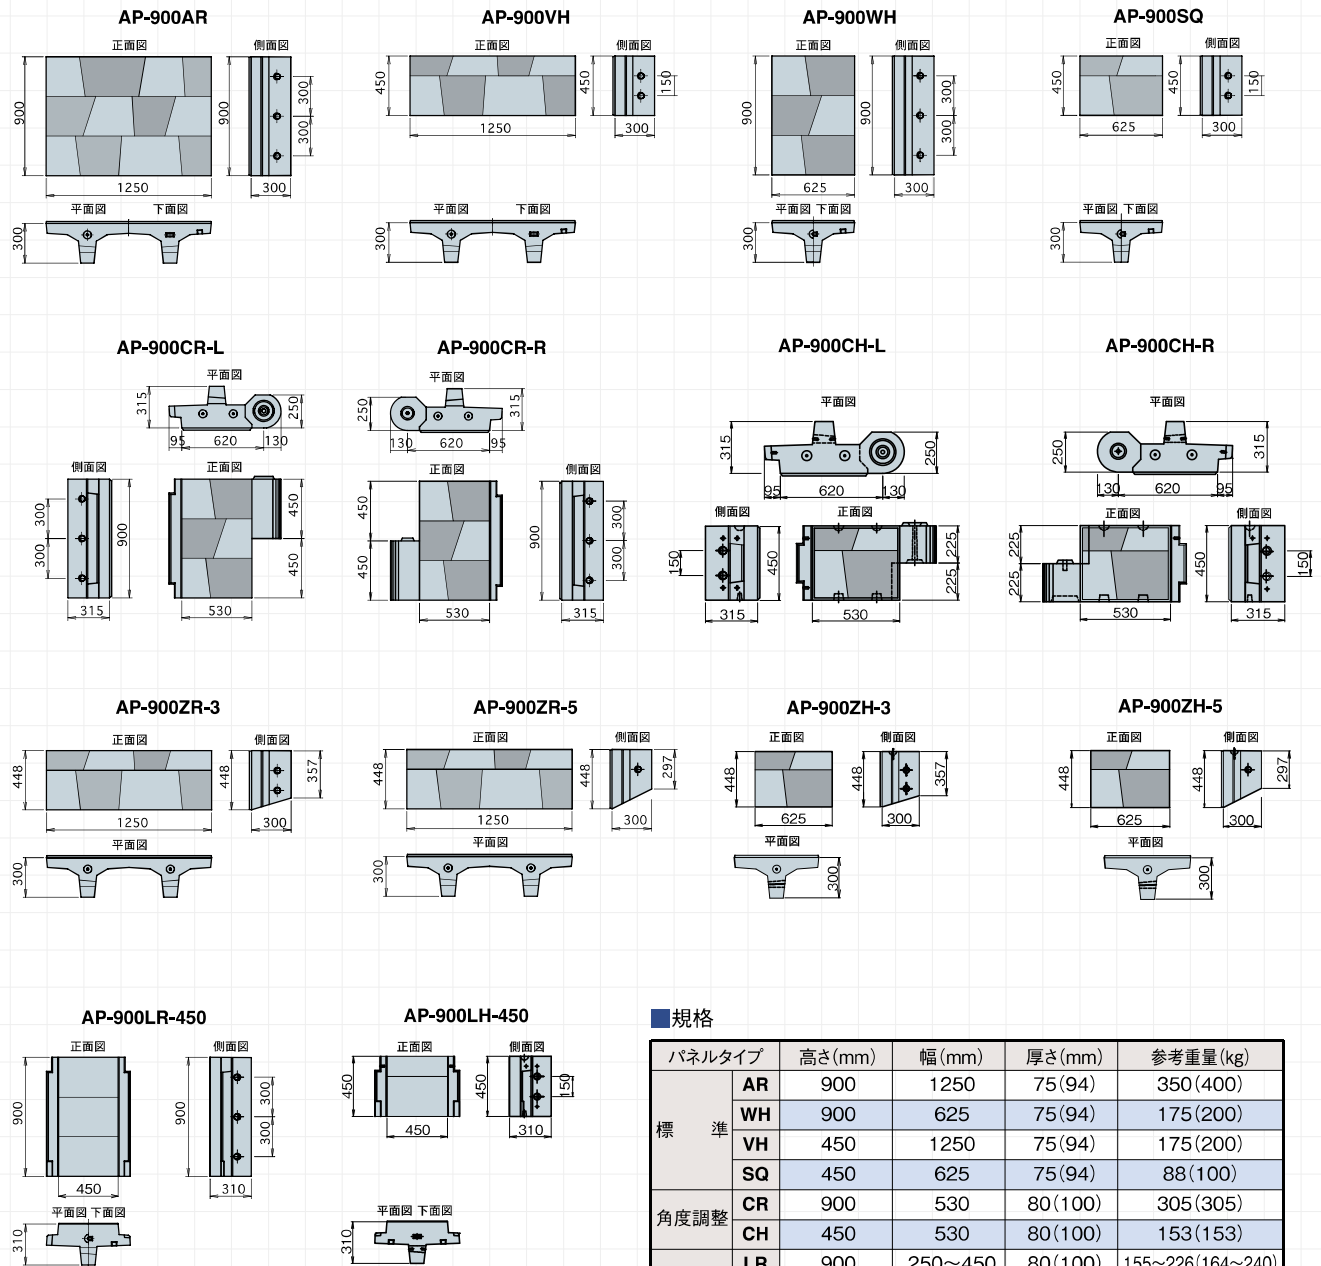 AP-900AR AP-900VH AP-900WH AP-900SQ
正面図 側面図 正面図 側面図 正面図 側面図 正面図 側面図
900 900 300 300 450 450 150 900 900 300 300 450 450 150
1250 300 1250 300 625 300 625 300
平面図 下面図 平面図 下面図 平面図 下面図 平面図 下面図
300 300 300 300
AP-900CR-L AP-900CR-R AP-900CH-L AP-900CH-R
平面図 平面図 平面図 平面図
315 250 250 315 315 250 250 315
95 620 130 130 620 95 95 620 130 130 620 95
側面図 正面図 正面図 側面図 側面図 正面図 正面図 側面図
300 300 900 450 450 450 450 900 300 300 150 450 225 225 225 225 450 150
315 530 530 315 315 530 530 315
AP-900ZR-3 AP-900ZR-5 AP-900ZH-3 AP-900ZH-5
正面図 側面図 正面図 側面図 正面図 側面図 正面図 側面図
448 448 357 448 448 297 448 448 357 448 448 297
1250 300 1250 300 625 300 625 300
平面図 平面図 平面図 平面図
300 300 300 300
AP-900LR-450 AP-900LH-450
正面図 側面図 正面図 側面図
900 900 300 300 450 450 150
450 310 450 310
平面図 下面図 平面図 下面図
310 310
■規格
パネルタイプ 高さ(mm) 幅(mm) 厚さ(mm) 参考重量(kg)
標準 AR 900 1250 75(94) 350(400)
WH 900 625 75(94) 175(200)
VH 450 1250 75(94) 175(200)
SQ 450 625 75(94) 88(100)
角度調整 CR 900 530 80(100) 305(305)
CH 450 530 80(100) 153(153)
LR 900 250~450 80(100) 155~226(164~240)